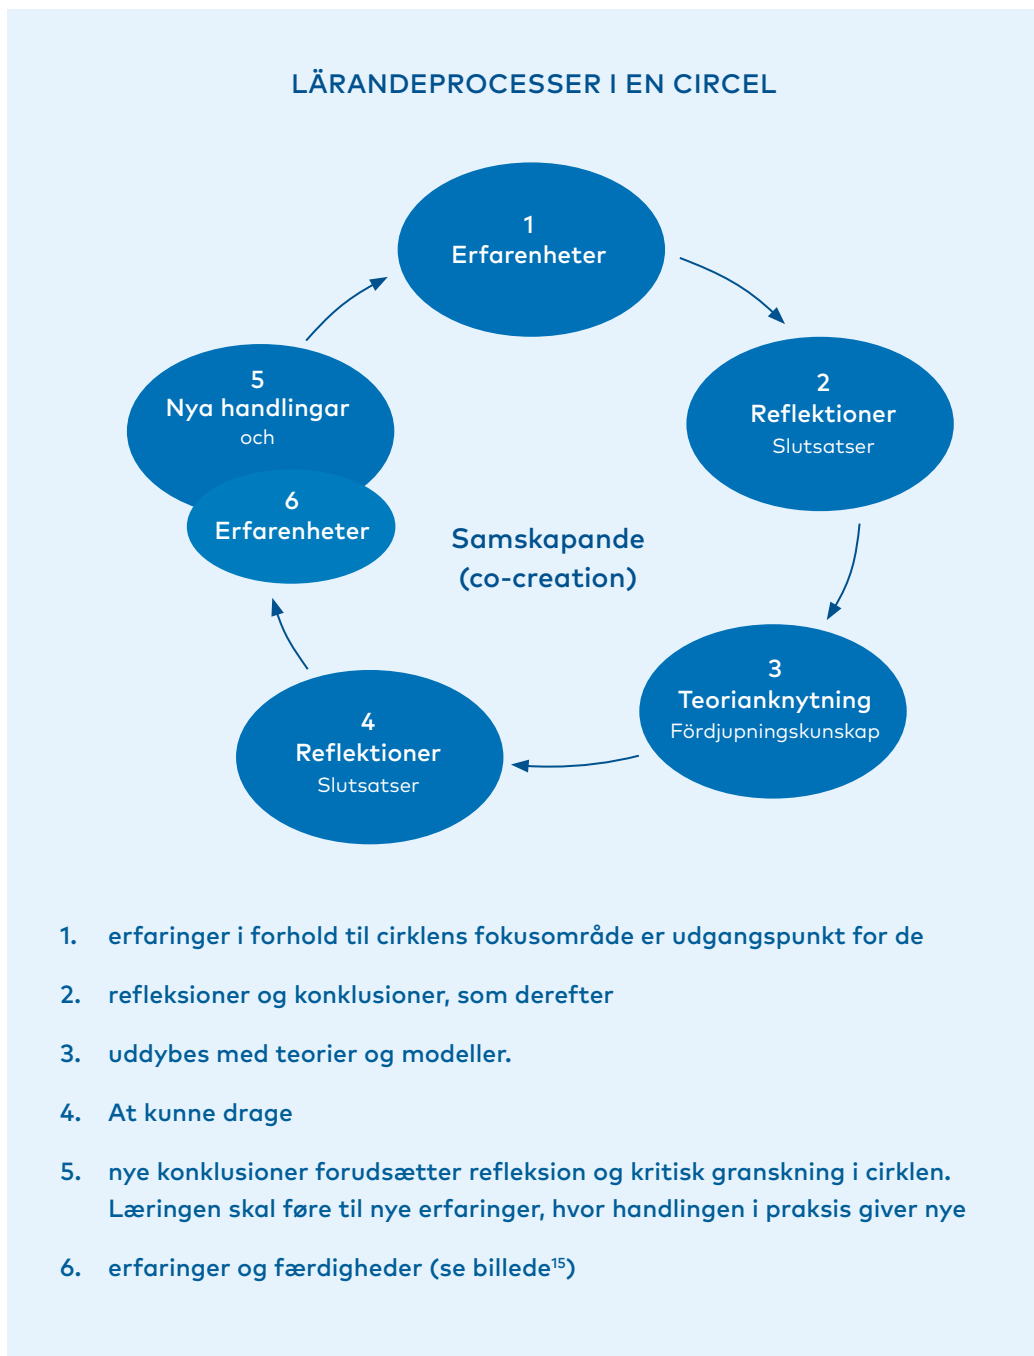 LÄRANDEPROCESSER I EN CIRCEL
1
Erfarenheter
2
Reflektioner
Slutsatser
3
Teorianknytning
Fördjupningskunskap
4
Reflektioner
Slutsatser
5
Nya handlingar
och
6
Erfarenheter
Samskapande
(co-creation)
1. erfaringer i forhold til cirklens fokusområde er udgangspunkt for de
2. refleksioner og konklusioner, som derefter
3. uddybes med teorier og modeller.
4. At kunne drage
5. nye konklusioner forudsætter refleksion og kritisk granskning i cirklen.
Læringen skal føre til nye erfaringer, hvor handlingen i praksis giver nye
6. erfaringer og færdigheder (se billede¹⁵)